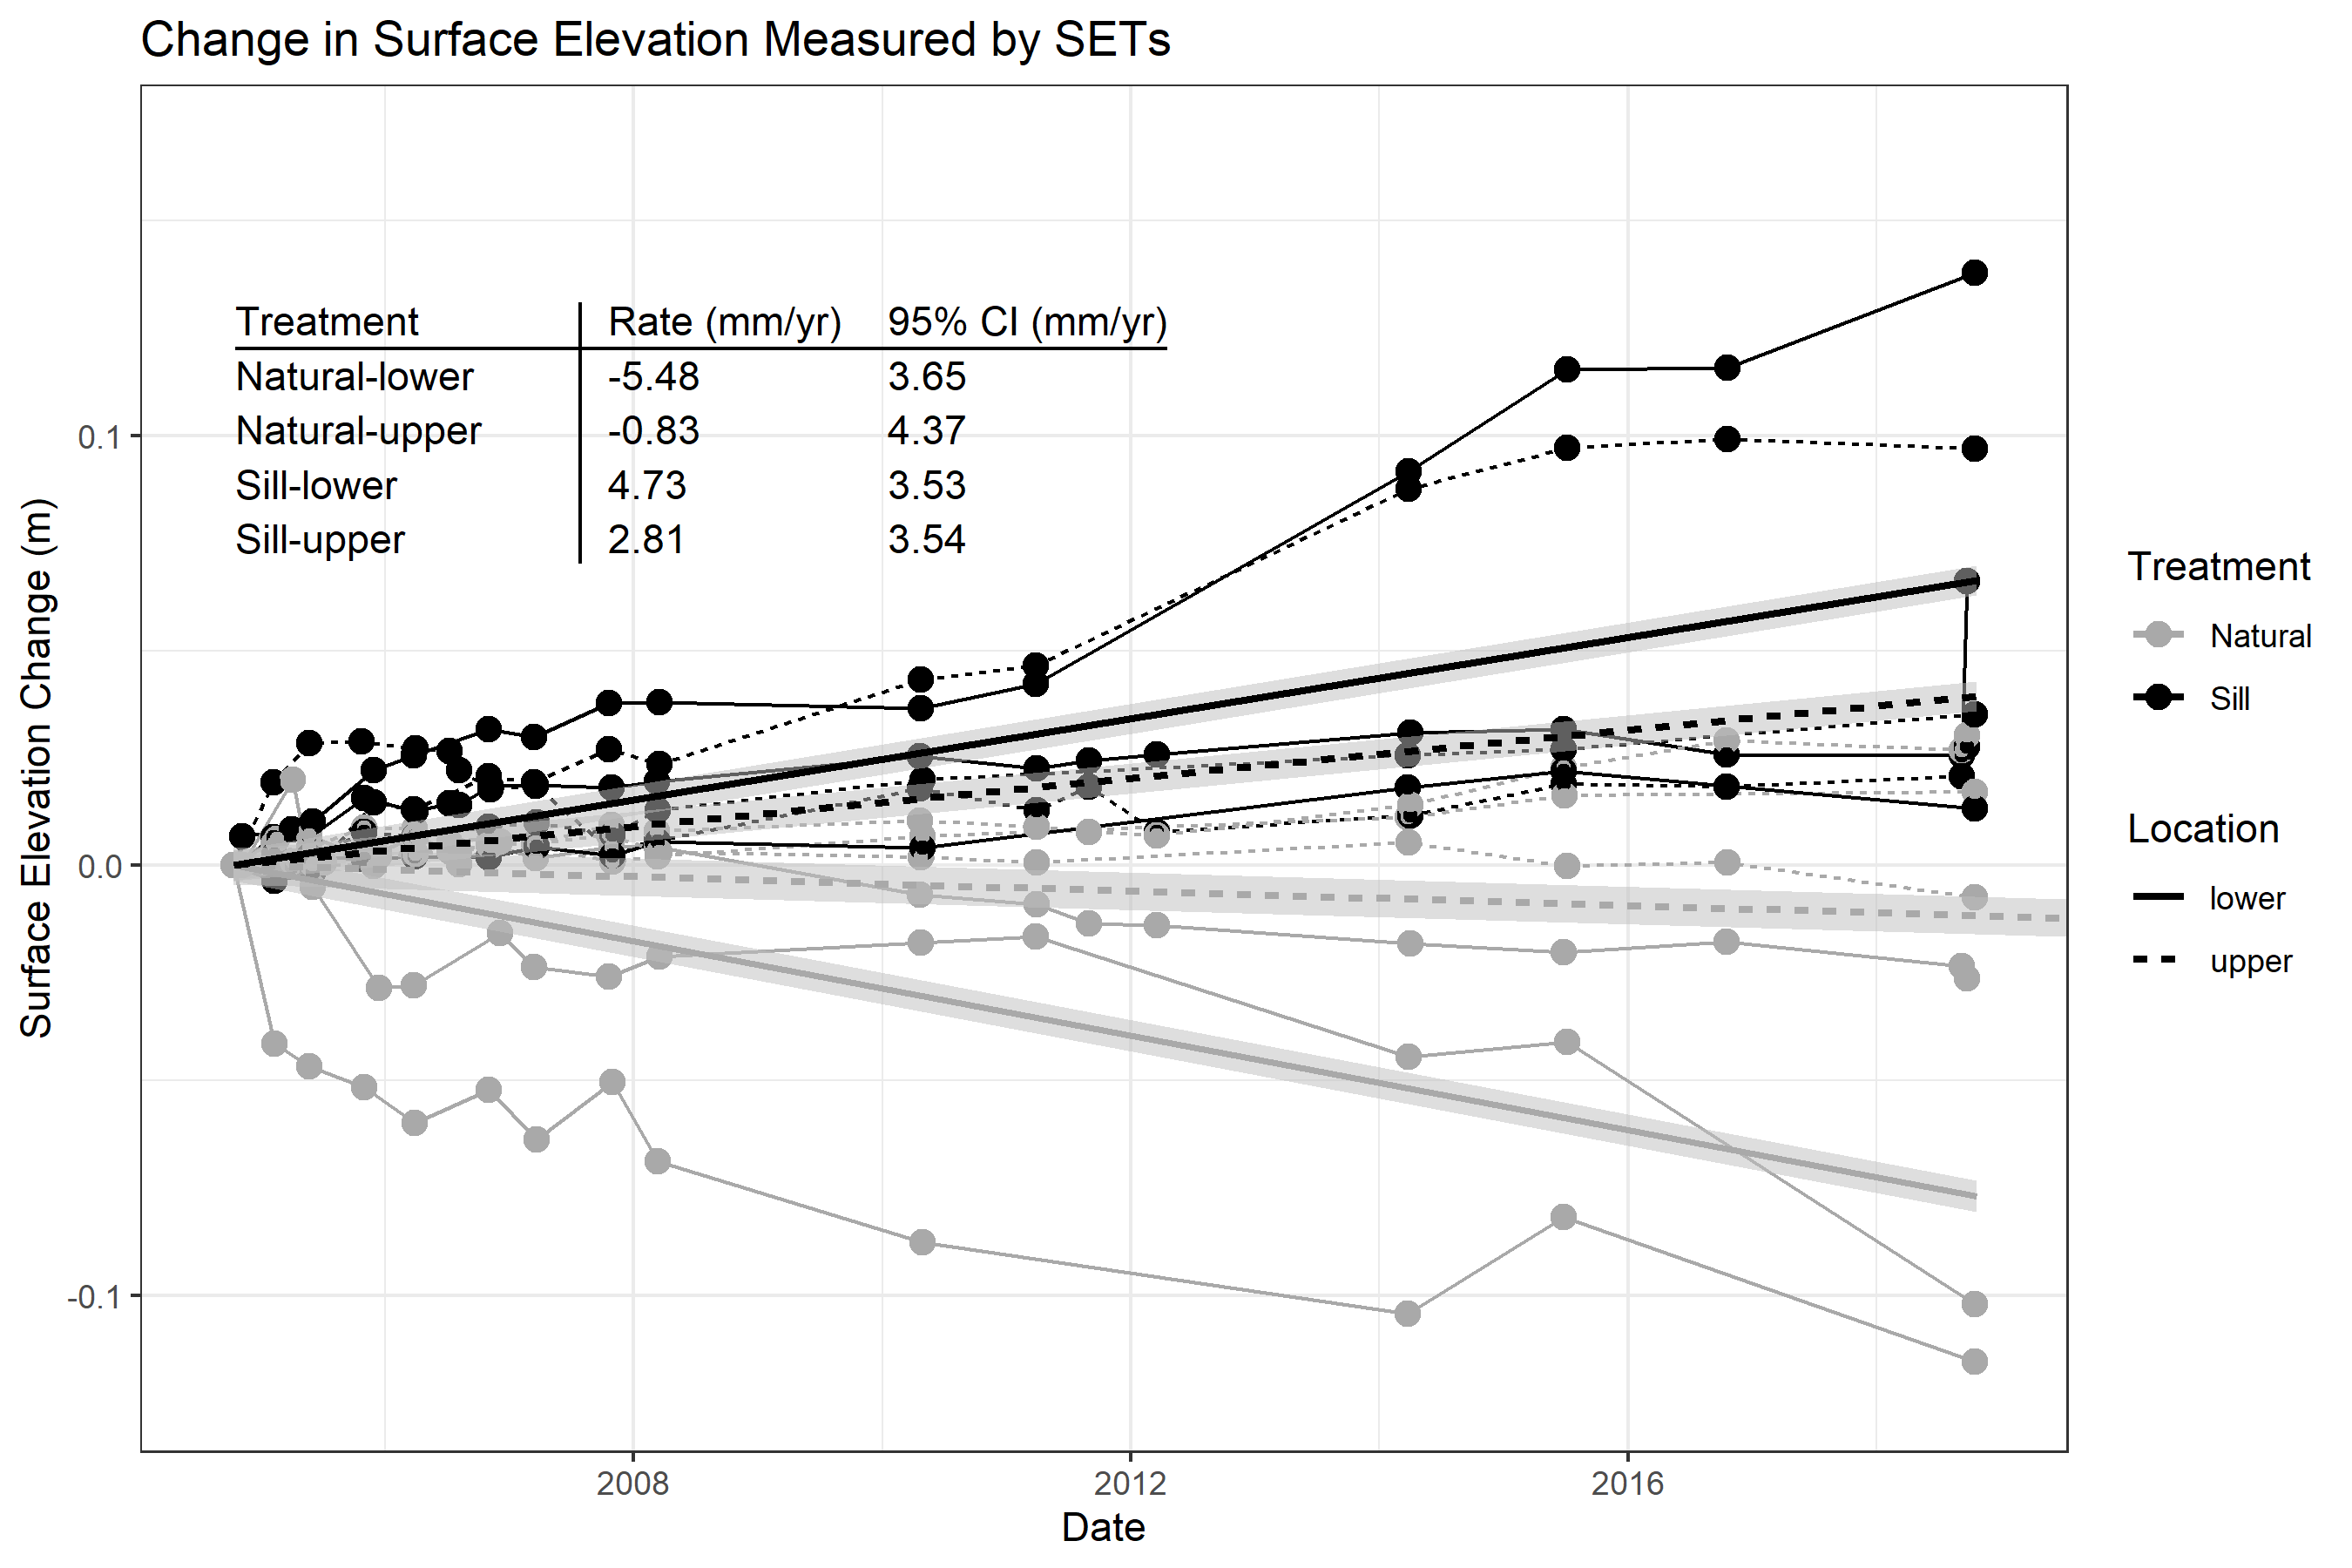 Change in Surface Elevation Measured by SETs
Treatment Rate (mm/yr) 95% CI (mm/yr)
Natural-lower -5.48 3.65
Natural-upper -0.83 4.37
Sill-lower 4.73 3.53
Sill-upper 2.81 3.54
Surface Elevation Change (m)
0.1
0.0
-0.1
2008 2012 2016
Date
Treatment
Natural
Sill
Location
lower
upper